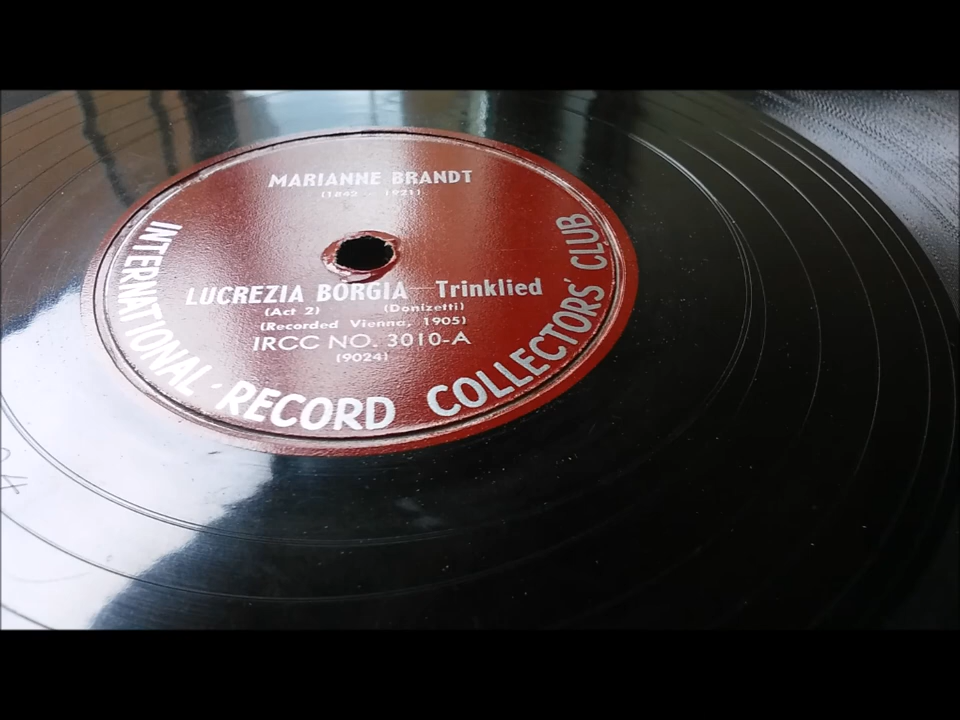 MARIANNE BRANDT
(1842 - 1921)
LUCREZIA BORGIA — Trinklied
(Act 2) (Donizetti)
(Recorded Vienna, 1905)
IRCC NO. 3010-A
(9024)
INTERNATIONAL · RECORD COLLECTORS' CLUB